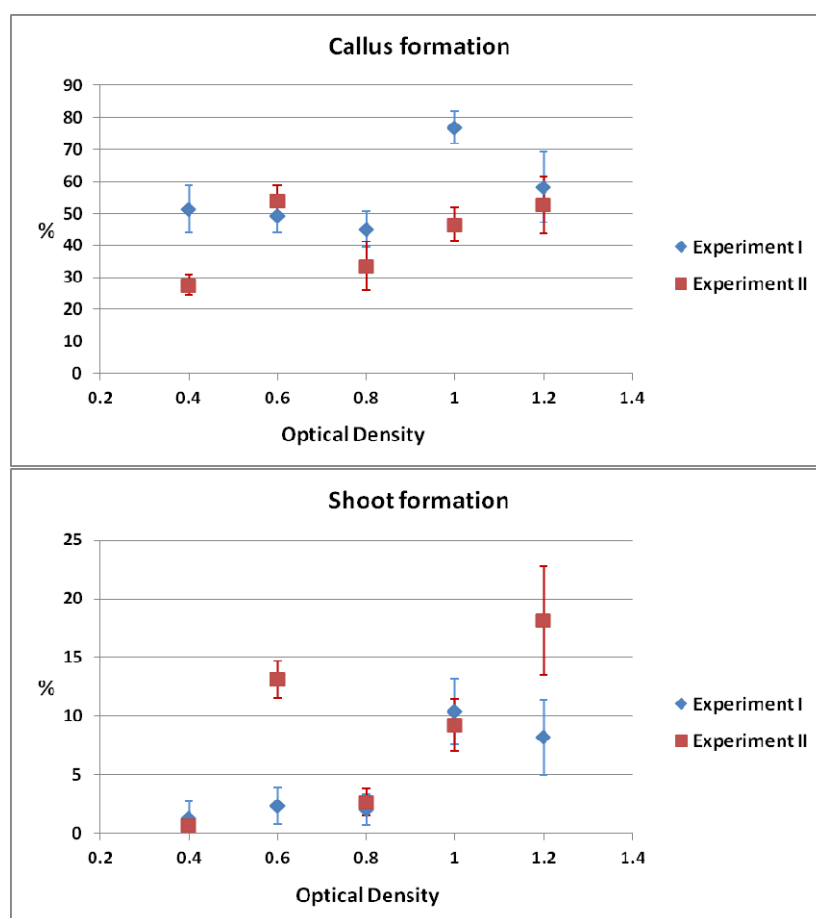 Callus formation
90
80
70
60
50
%
40
30
20
10
0
0.2 0.4 0.6 0.8 1 1.2 1.4
Optical Density
Experiment I
Experiment II
Shoot formation
25
20
15
%
10
5
0
0.2 0.4 0.6 0.8 1 1.2 1.4
Optical Density
Experiment I
Experiment II